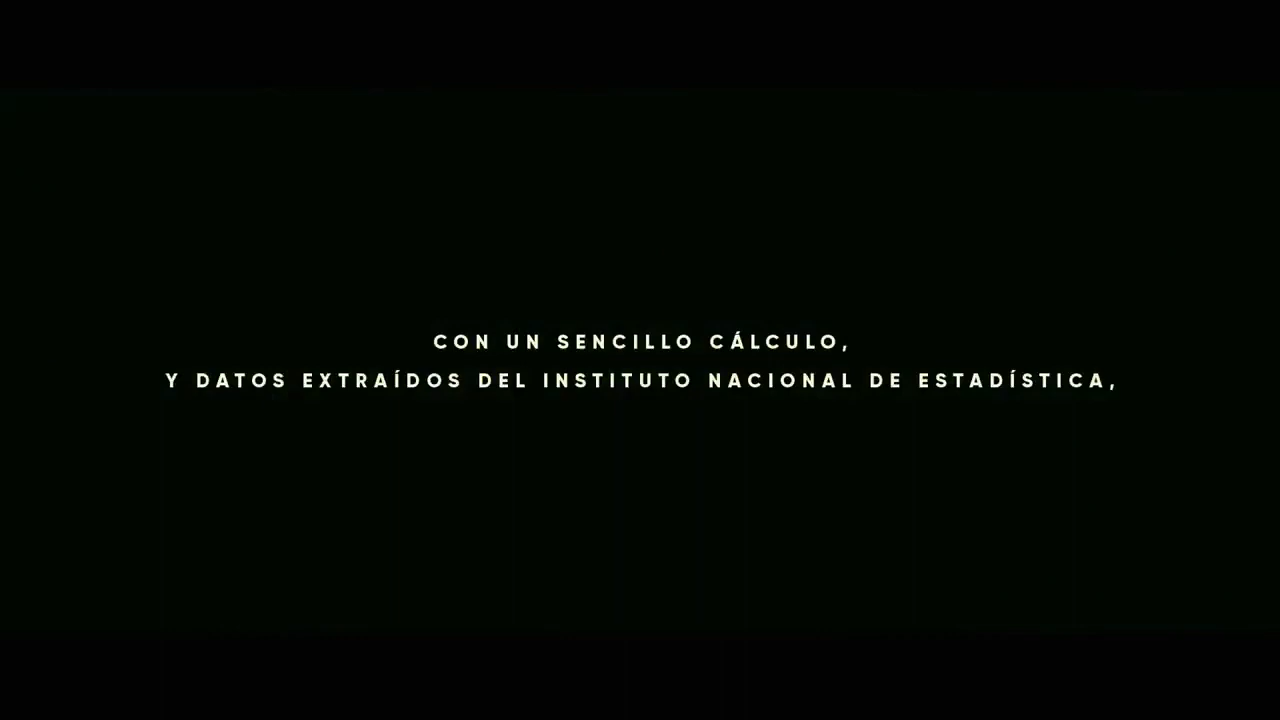 CON UN SENCILLO CÁLCULO,
Y DATOS EXTRAÍDOS DEL INSTITUTO NACIONAL DE ESTADÍSTICA,